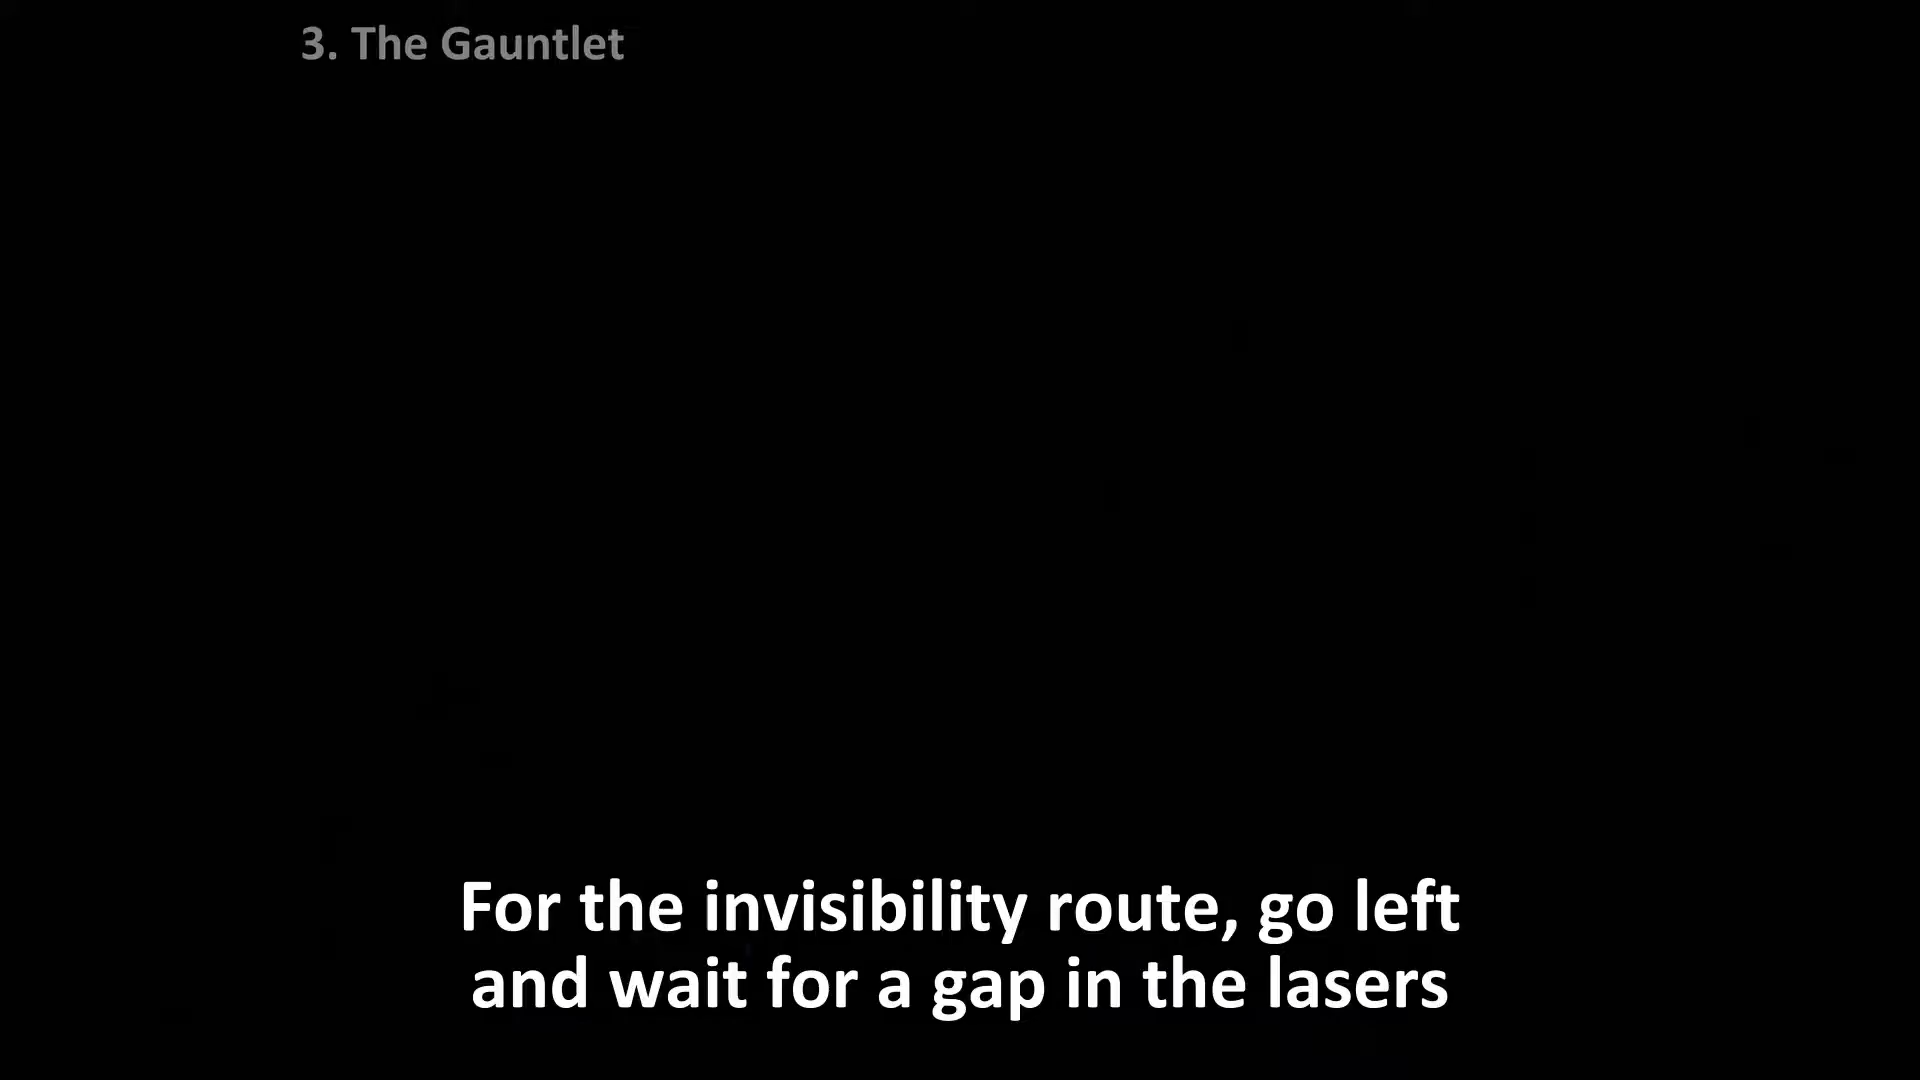 3. The Gauntlet
For the invisibility route, go left
and wait for a gap in the lasers